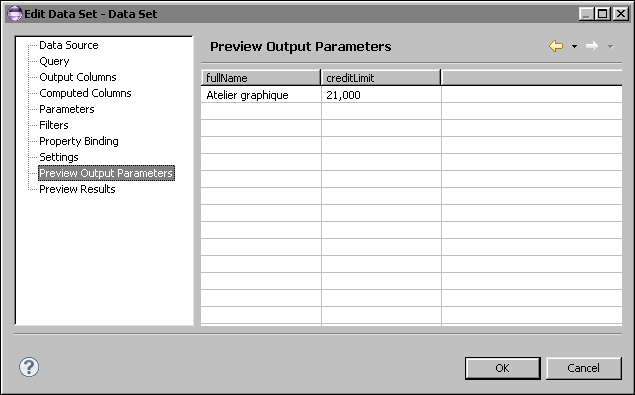 Edit Data Set - Data Set
Data Source
Query
Output Columns
Computed Columns
Parameters
Filters
Property Binding
Settings
Preview Output Parameters
Preview Results
Preview Output Parameters
fullName creditLimit
Atelier graphique 21,000
?
OK Cancel